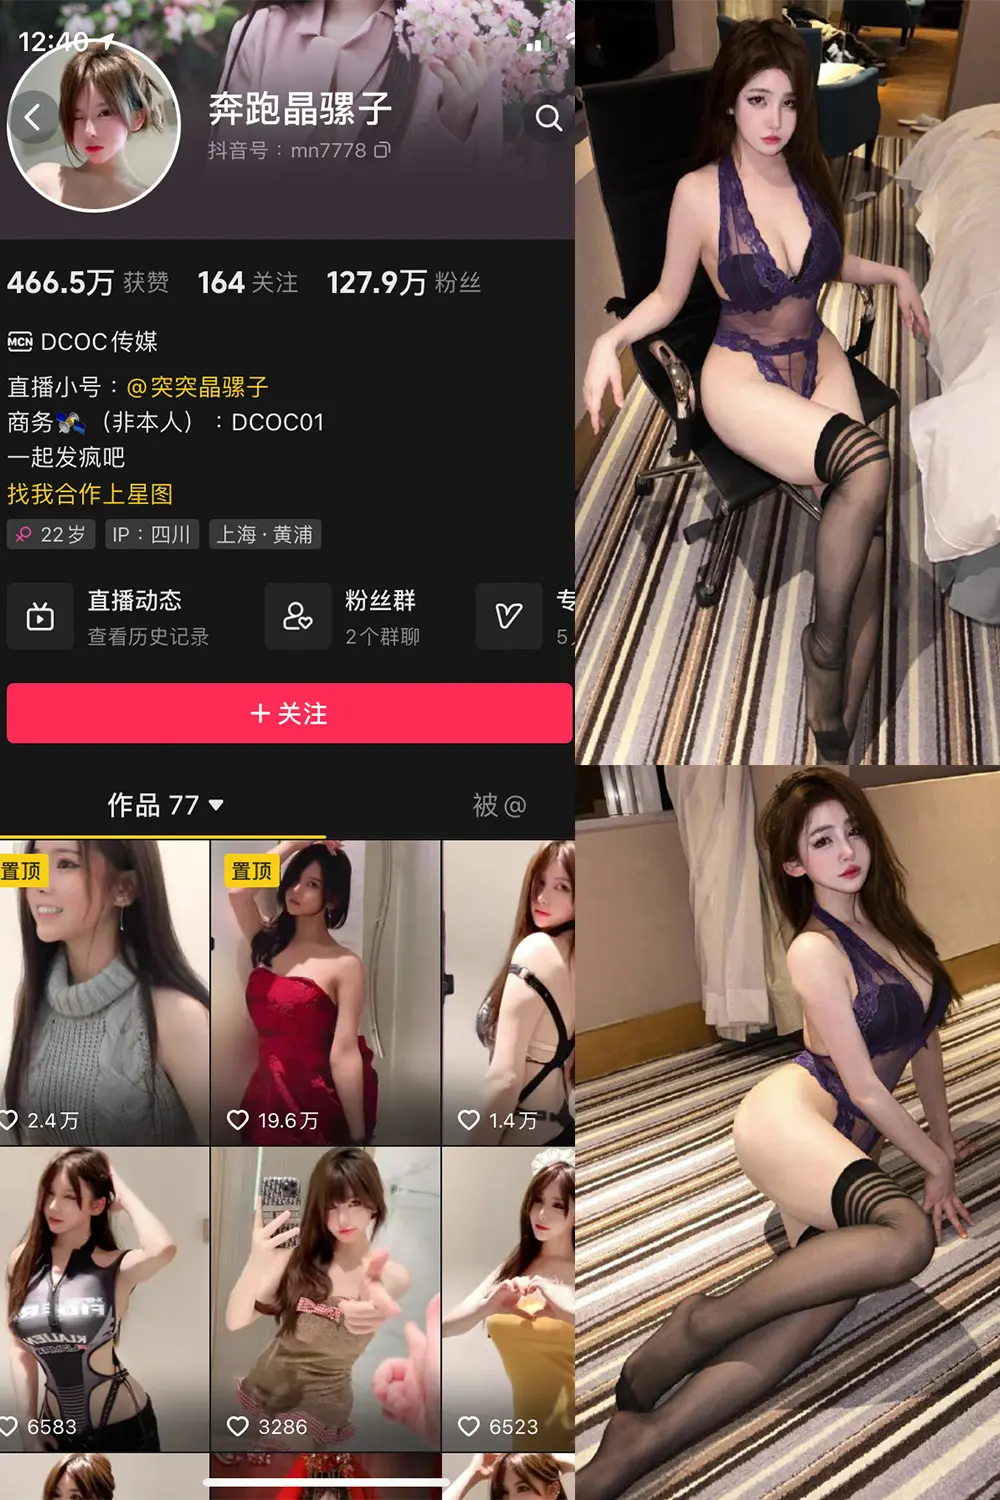 12:40
奔跑晶骡子
抖音号：mn7778
466.5万 获赞 164 关注 127.9万 粉丝
MCN DCOC传媒
直播小号：@突突晶骡子
商务（非本人）：DCOC01
一起发疯吧
找我合作上星图
22岁 IP：四川 上海·黄浦
直播动态 粉丝群 专
查看历史记录 2个群聊 5
+ 关注
作品 77 被@
置顶 置顶
2.4万 19.6万 1.4万
6583 3286 6523